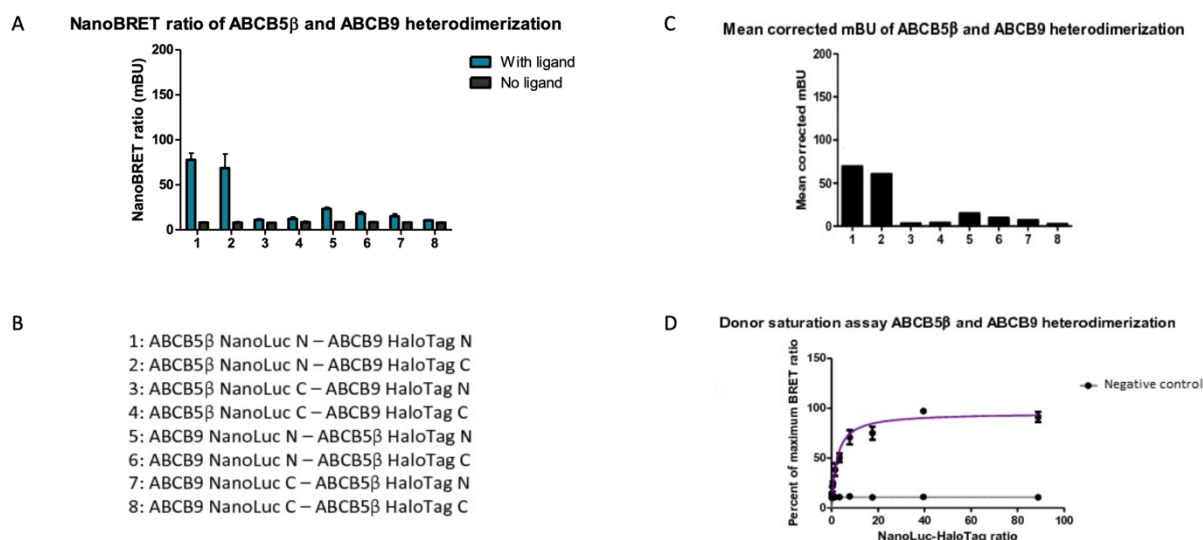 A
NanoBRET ratio of ABCB5β and ABCB9 heterodimerization
NanoBRET ratio (mBU)
200
150
100
50
0
1 2 3 4 5 6 7 8
With ligand
No ligand
B
1: ABCB5β NanoLuc N – ABCB9 HaloTag N
2: ABCB5β NanoLuc N – ABCB9 HaloTag C
3: ABCB5β NanoLuc C – ABCB9 HaloTag N
4: ABCB5β NanoLuc C – ABCB9 HaloTag C
5: ABCB9 NanoLuc N – ABCB5β HaloTag N
6: ABCB9 NanoLuc N – ABCB5β HaloTag C
7: ABCB9 NanoLuc C – ABCB5β HaloTag N
8: ABCB9 NanoLuc C – ABCB5β HaloTag C
C
Mean corrected mBU of ABCB5β and ABCB9 heterodimerization
Mean corrected mBU
200
150
100
50
0
1 2 3 4 5 6 7 8
D
Donor saturation assay ABCB5β and ABCB9 heterodimerization
Percent of maximum BRET ratio
150
100
50
0
0 20 40 60 80 100
NanoLuc-HaloTag ratio
Negative control